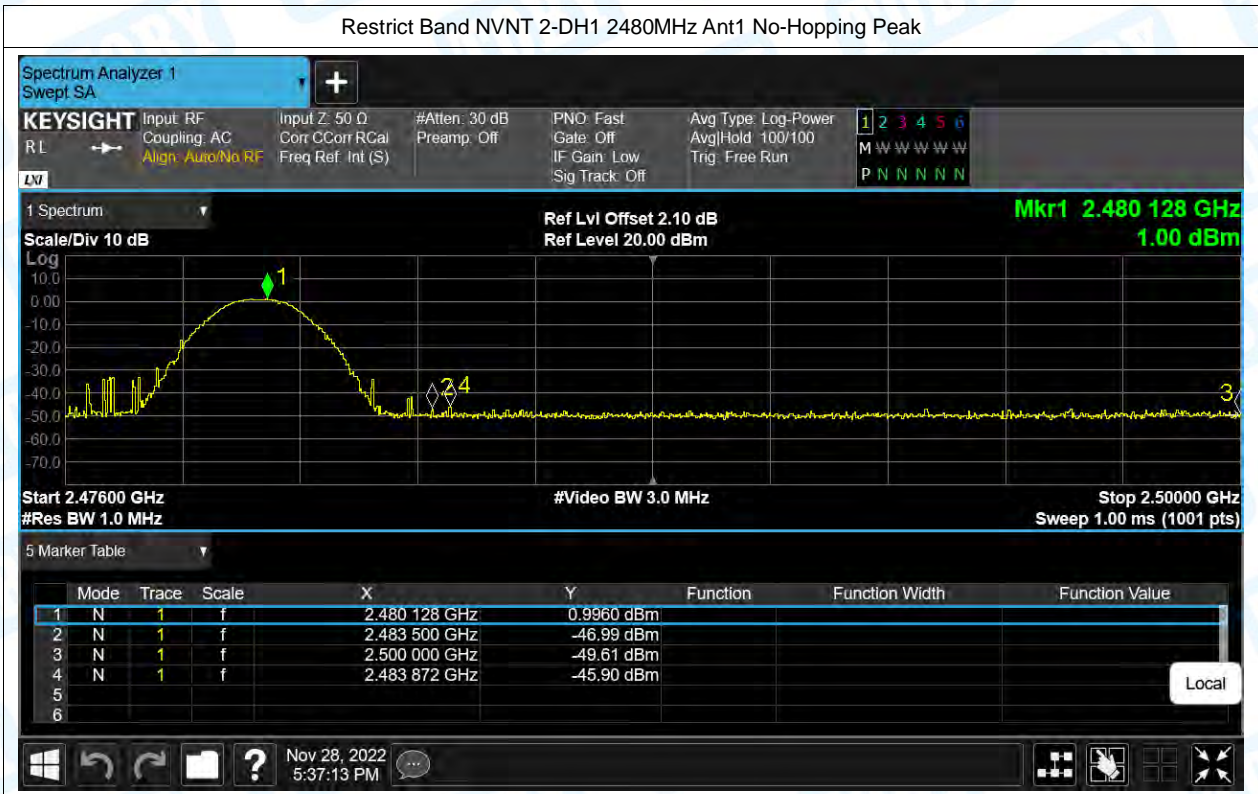 Restrict Band NVNT 2-DH1 2480MHz Ant1 No-Hopping Peak
Spectrum Analyzer 1
Swept SA
+
KEYSIGHT Input: RF Input Z: 50 Ω #Atten: 30 dB PNO: Fast Avg Type: Log-Power 1 2 3 4 5 6
RL Coupling: AC Corr CCorr RCal Preamp: Off Gate: Off Avg|Hold: 100/100 M W W W W W
Align: Auto/No RF Freq Ref: Int (S) IF Gain: Low Trig: Free Run
LXI Sig Track: Off P N N N N N
1 Spectrum Ref Lvl Offset 2.10 dB Mkr1 2.480 128 GHz
Scale/Div 10 dB Ref Level 20.00 dBm 1.00 dBm
Log
10.0
0.00
-10.0
-20.0
-30.0
-40.0
-50.0
-60.0
-70.0
1
2 4
3
Start 2.47600 GHz #Video BW 3.0 MHz Stop 2.50000 GHz
#Res BW 1.0 MHz Sweep 1.00 ms (1001 pts)
5 Marker Table
Mode Trace Scale X Y Function Function Width Function Value
1 N 1 f 2.480 128 GHz 0.9960 dBm
2 N 1 f 2.483 500 GHz -46.99 dBm
3 N 1 f 2.500 000 GHz -49.61 dBm
4 N 1 f 2.483 872 GHz -45.90 dBm
5
6
Local
? Nov 28, 2022
5:37:13 PM